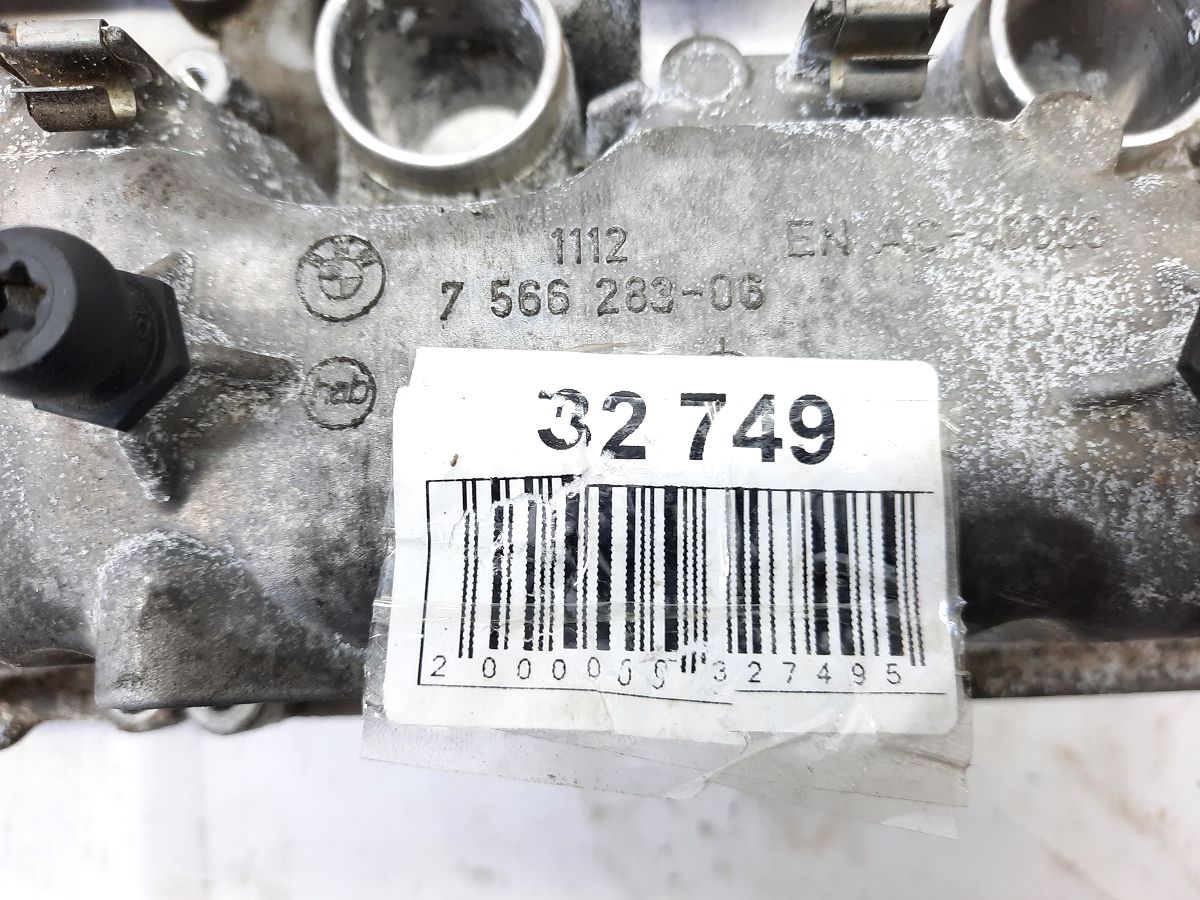 1112
EN AC-
7 566 283-06
hab
32 749
2 000000 327495